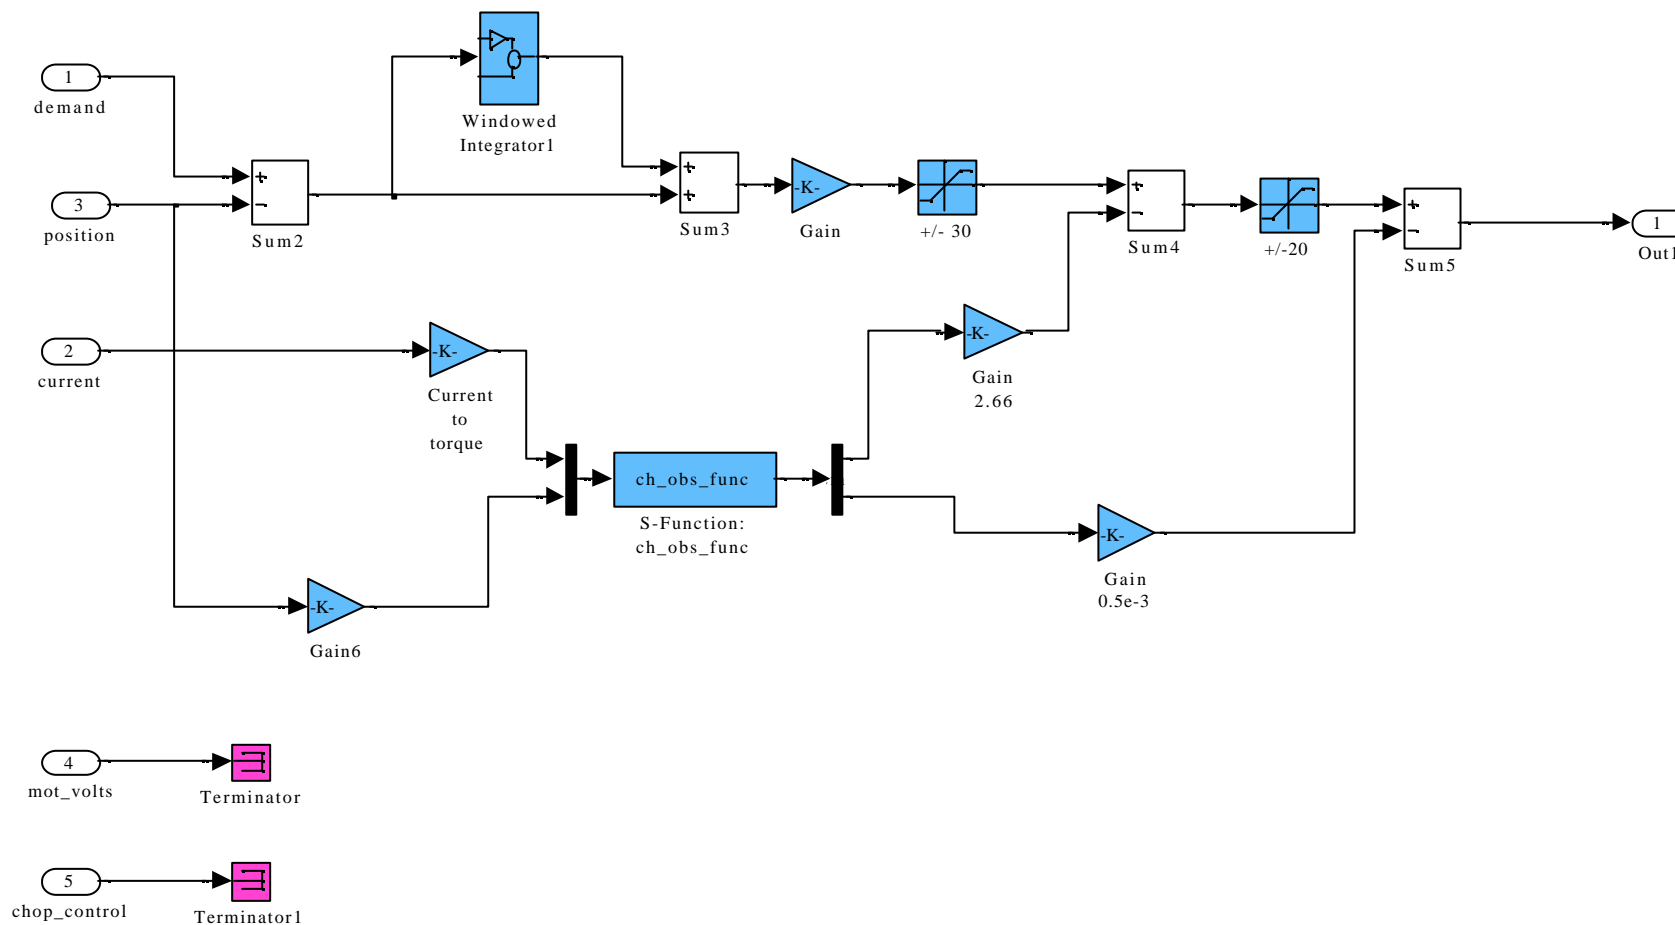 1
demand
3
position
+
−
Sum2
Windowed
Integrator1
+
+
Sum3
-K-
Gain
+/- 30
+
−
Sum4
+/-20
+
−
Sum5
1
Out1
2
current
-K-
Current
to
torque
-K-
Gain
2.66
ch_obs_func
S-Function:
ch_obs_func
-K-
Gain
0.5e-3
-K-
Gain6
4
mot_volts
Terminator
5
chop_control
Terminator1